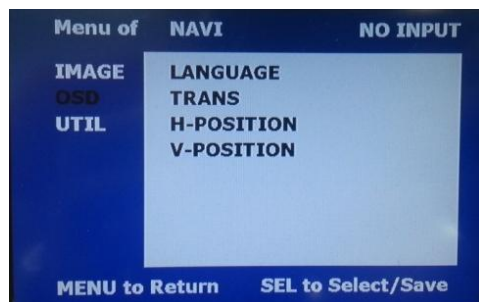 Menu of NAVI NO INPUT
IMAGE LANGUAGE
OSD TRANS
UTIL H-POSITION
V-POSITION
MENU to Return SEL to Select/Save